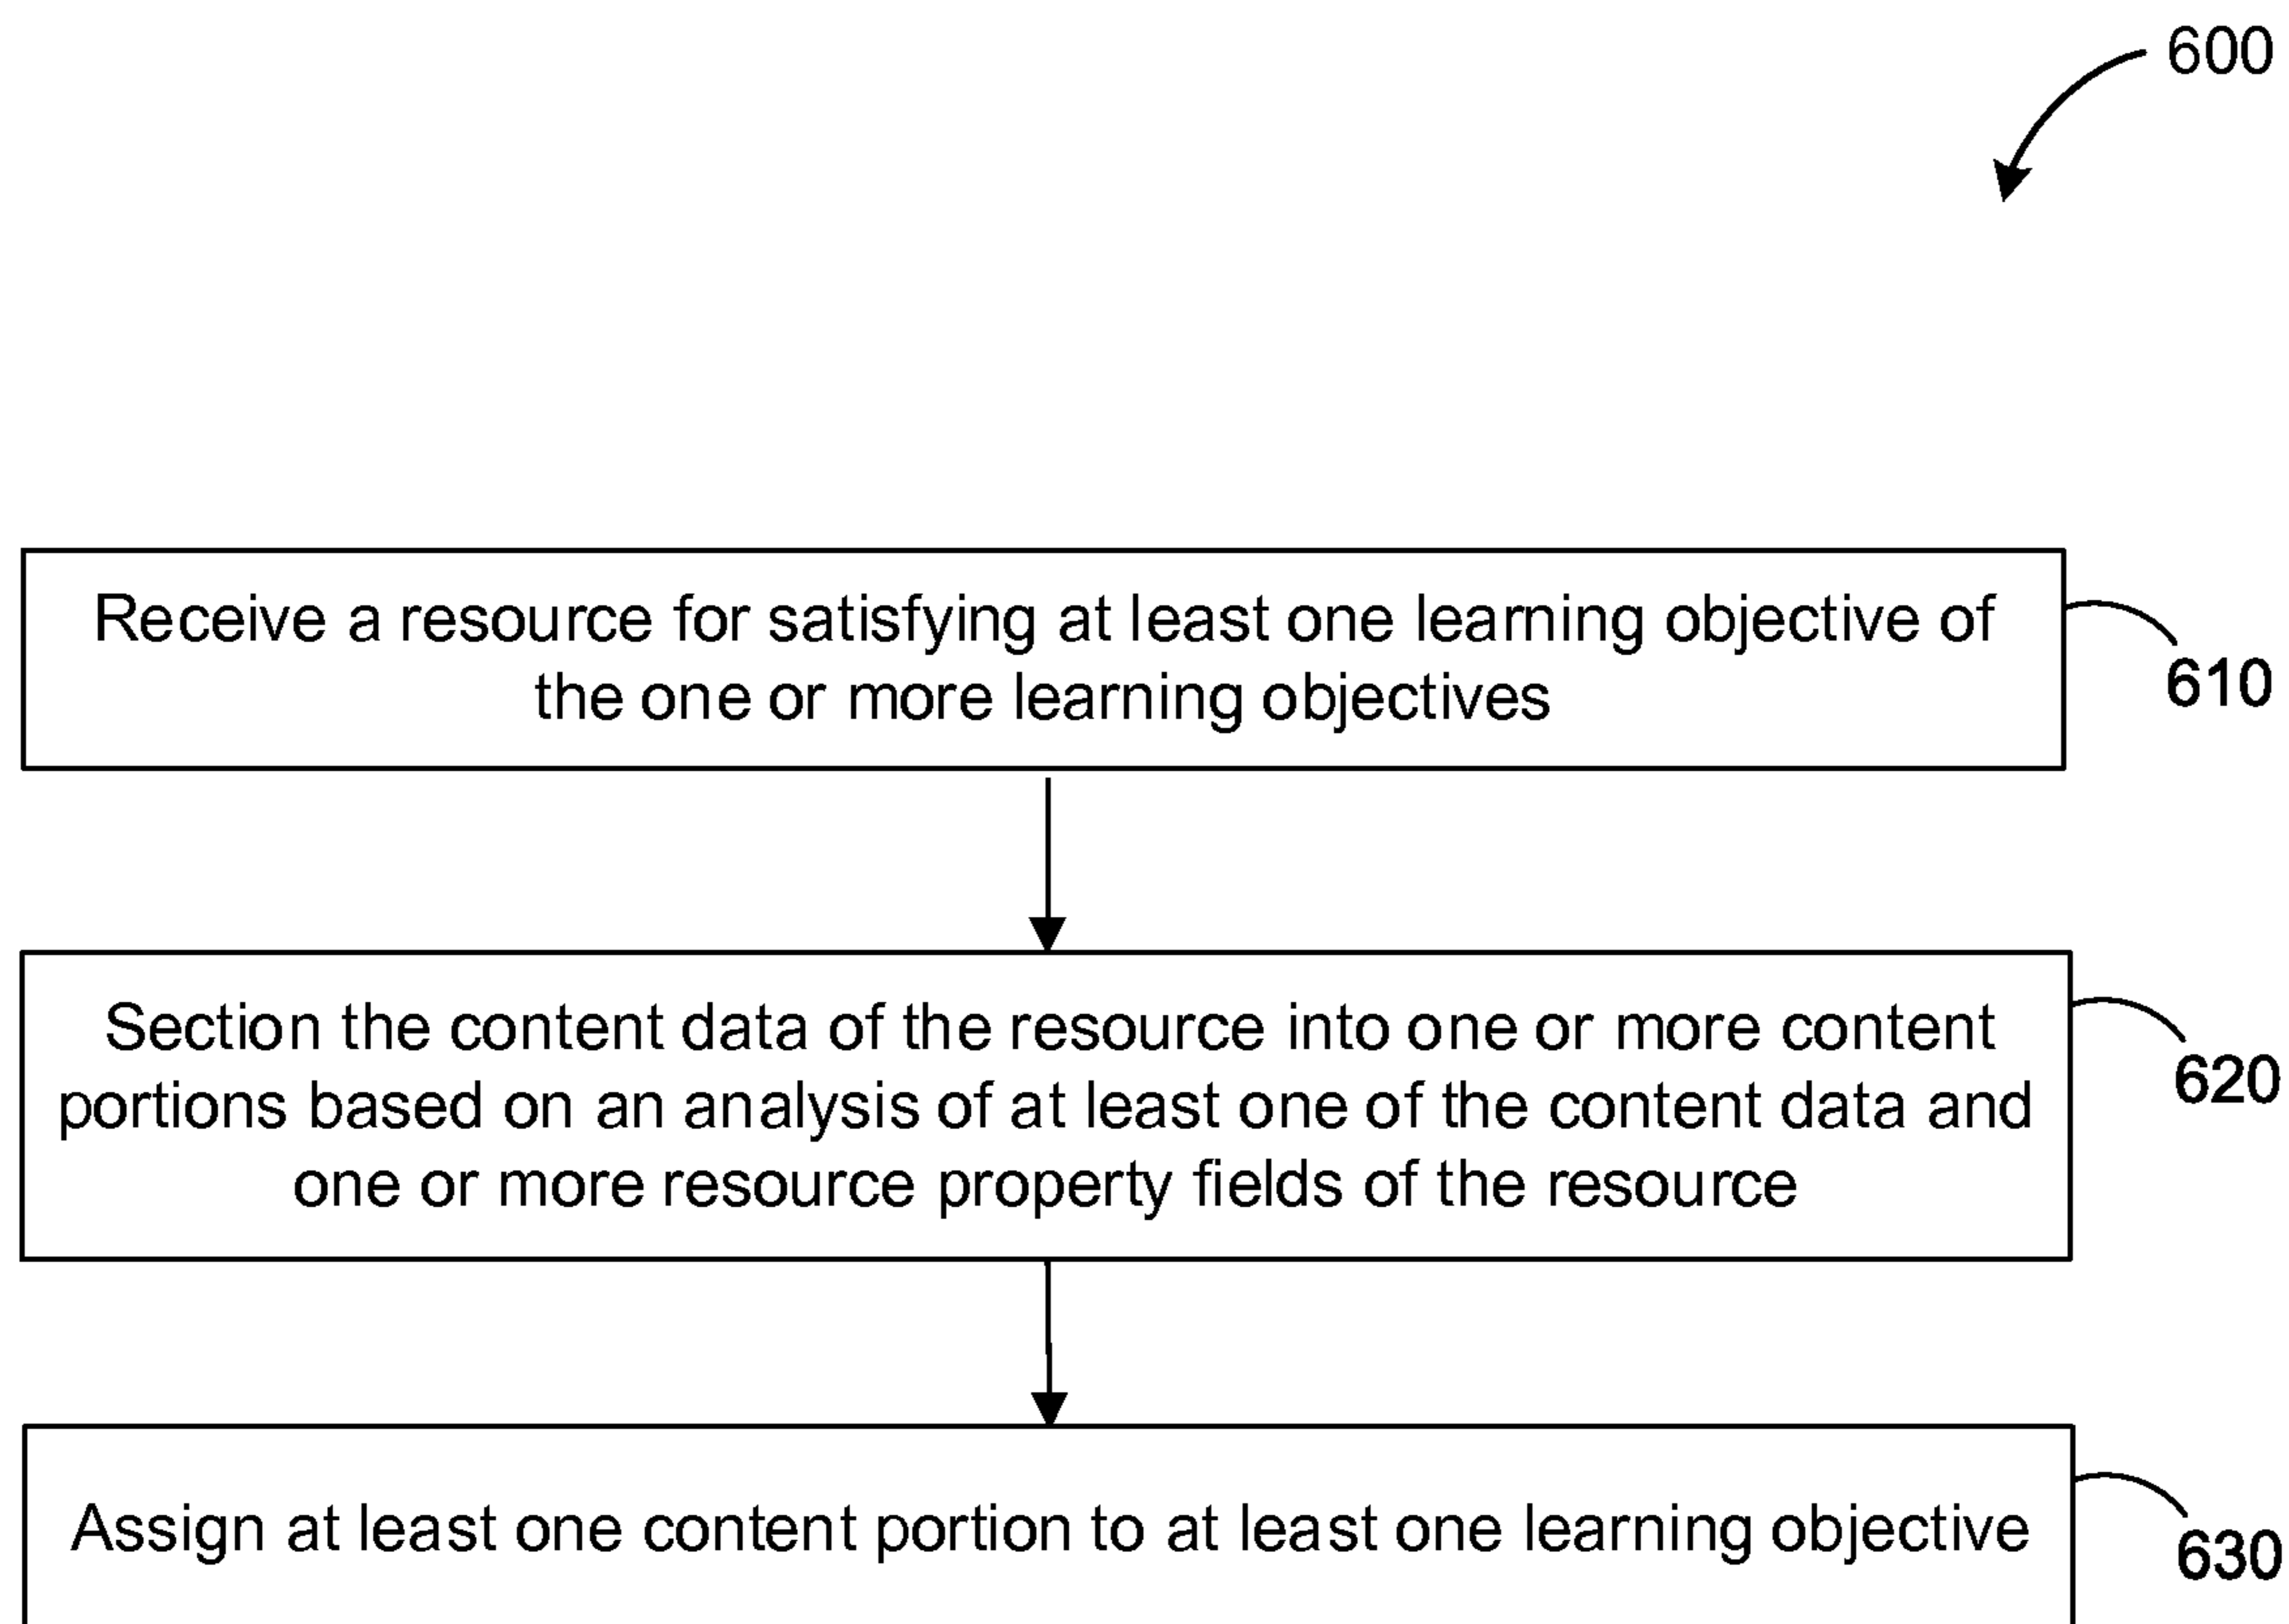 600
Receive a resource for satisfying at least one learning objective of
the one or more learning objectives
610
Section the content data of the resource into one or more content
portions based on an analysis of at least one of the content data and
one or more resource property fields of the resource
620
Assign at least one content portion to at least one learning objective
630